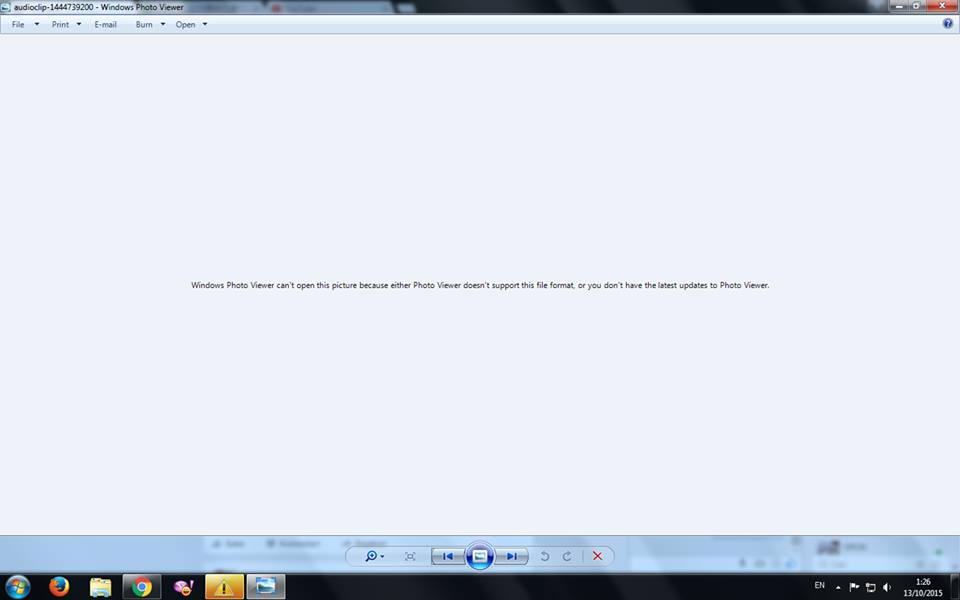 audioclip-1444739200 - Windows Photo Viewer
File Print E-mail Burn Open
Windows Photo Viewer can't open this picture because either Photo Viewer doesn't support this file format, or you don't have the latest updates to Photo Viewer.
EN
1:26
13/10/2015